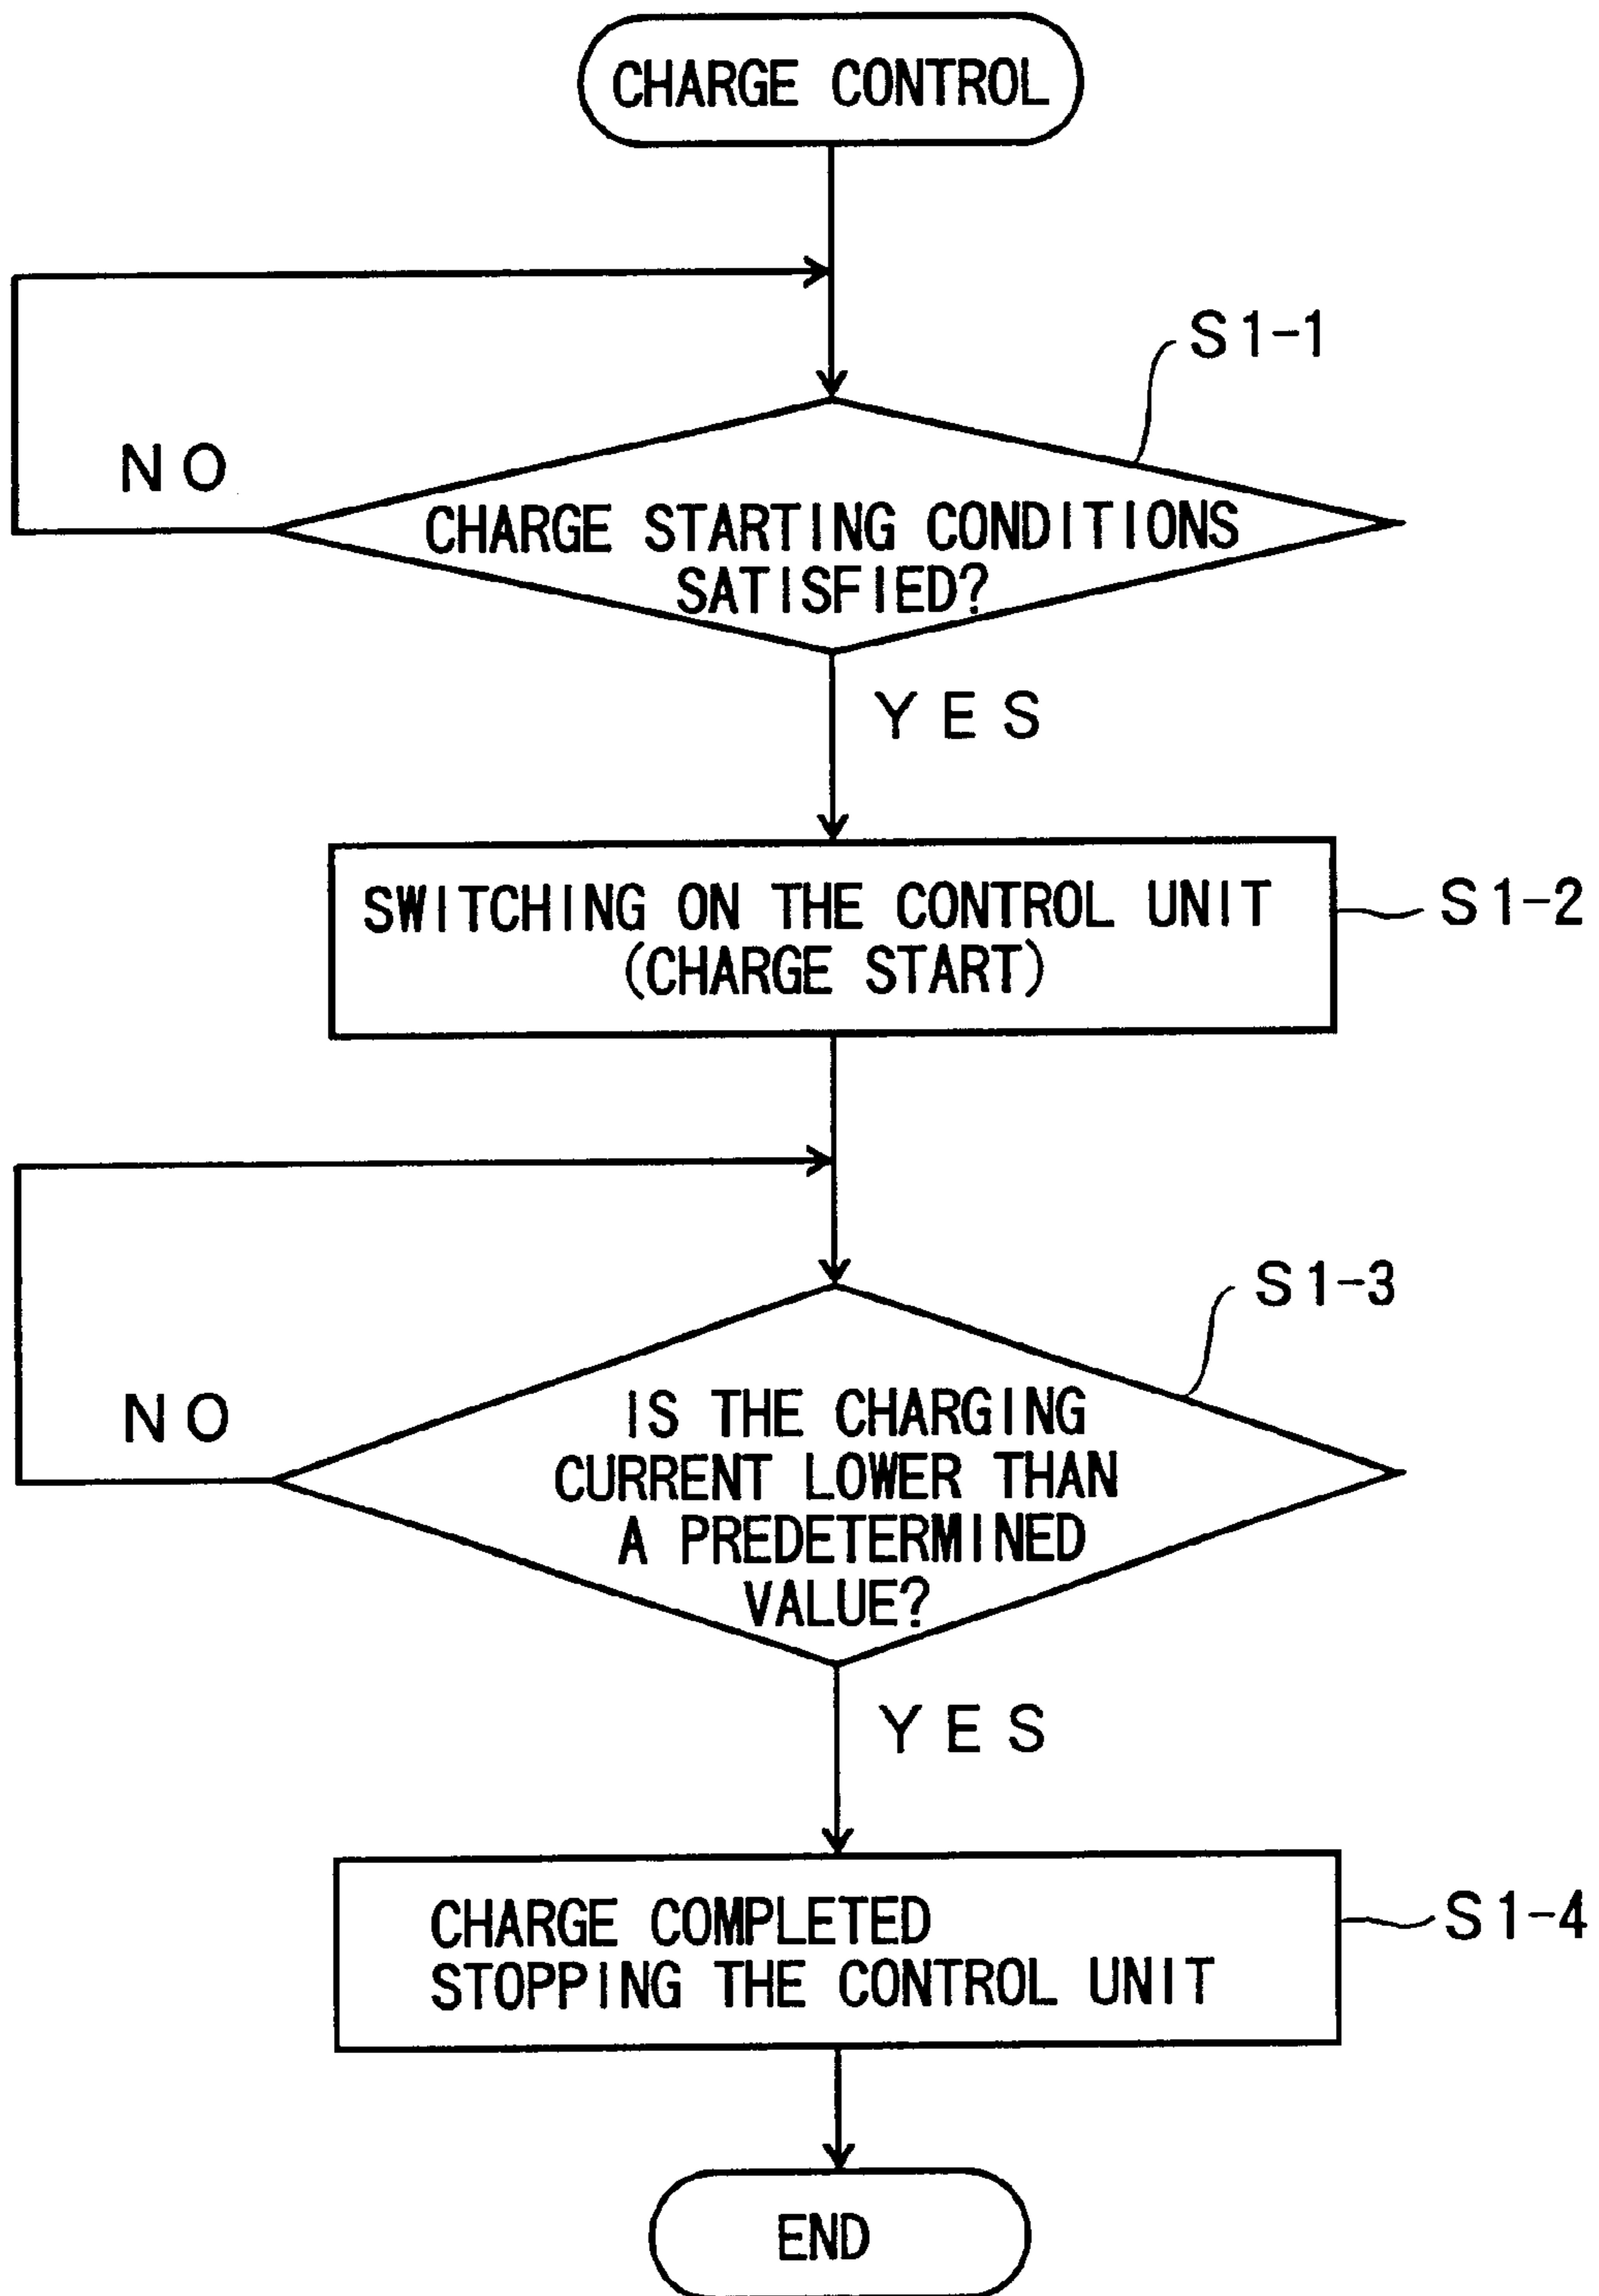 CHARGE CONTROL
S1-1
NO
CHARGE STARTING CONDITIONS
SATISFIED?
YES
SWITCHING ON THE CONTROL UNIT
(CHARGE START)
S1-2
S1-3
NO
IS THE CHARGING
CURRENT LOWER THAN
A PREDETERMINED
VALUE?
YES
CHARGE COMPLETED
STOPPING THE CONTROL UNIT
S1-4
END